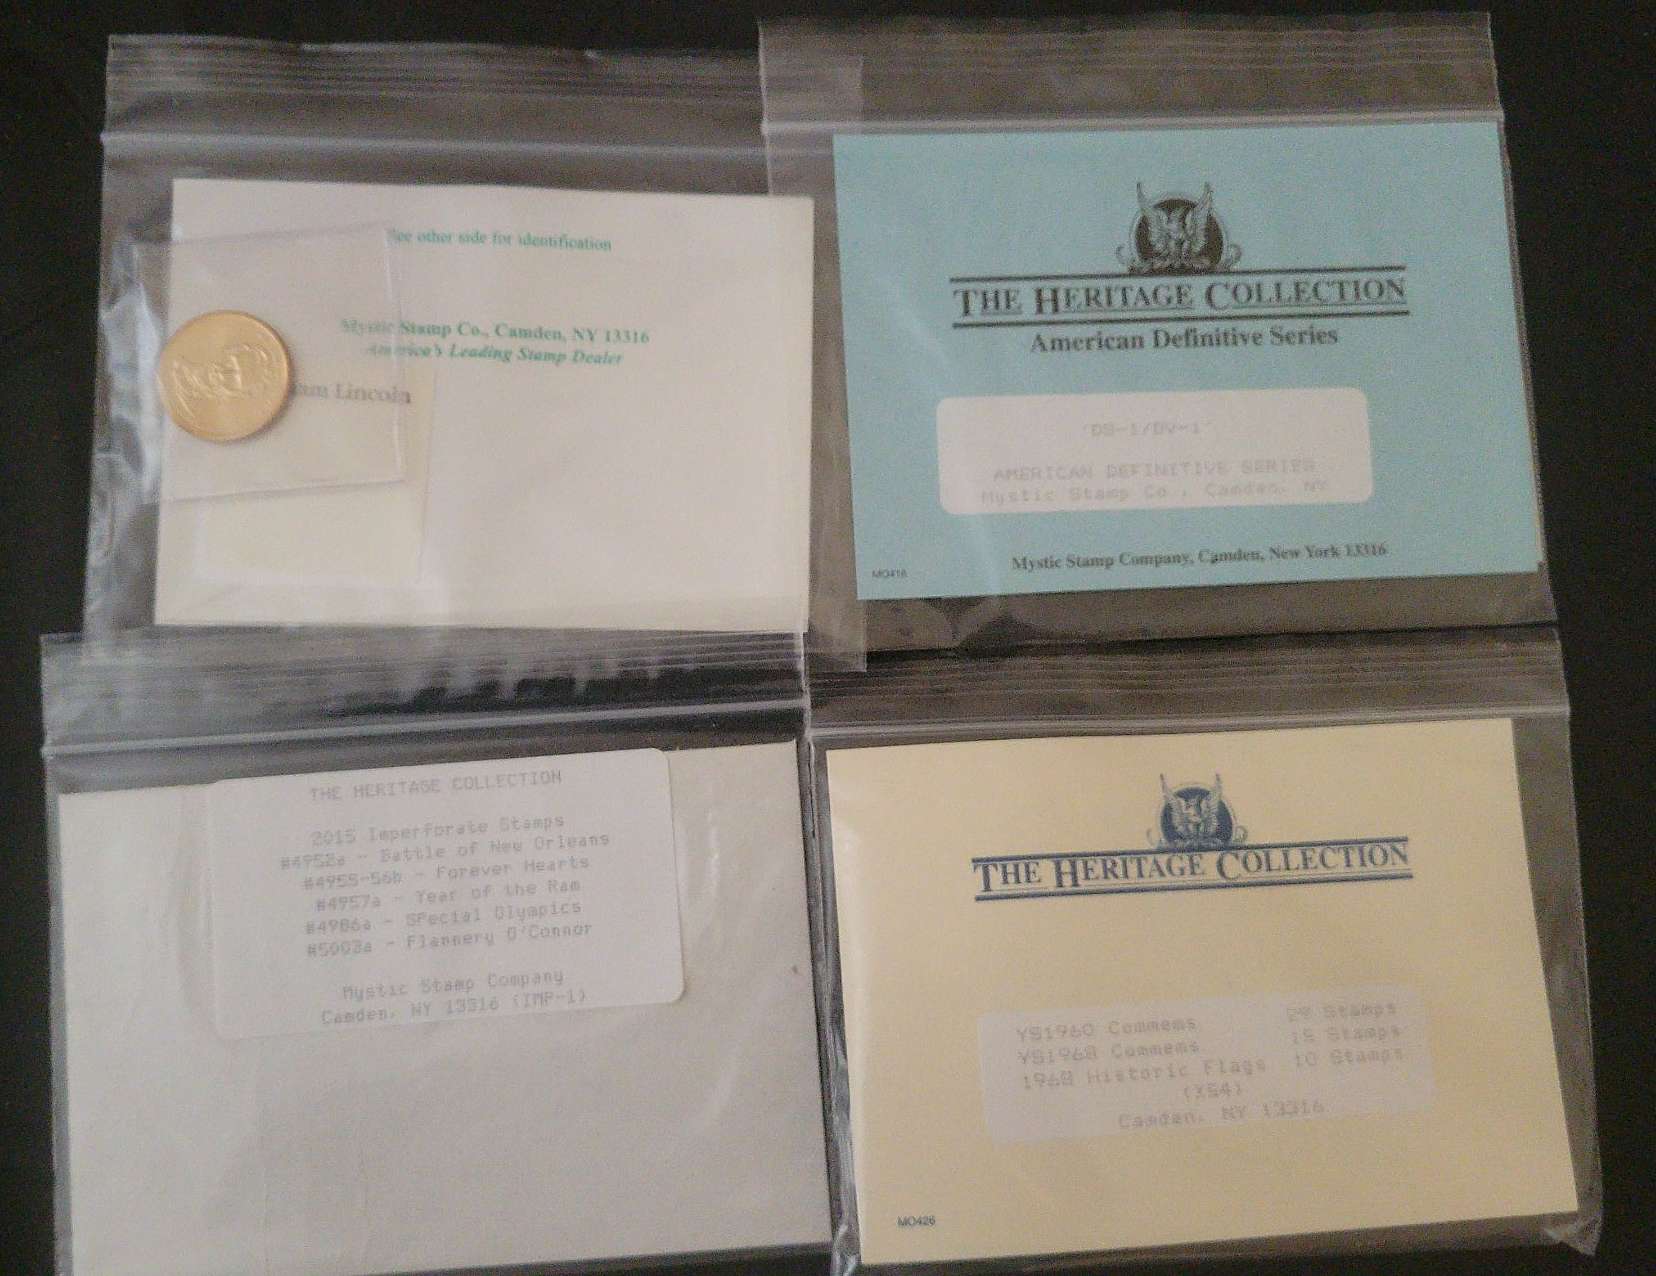 See other side for identification
Mystic Stamp Co., Camden, NY 13316
America's Leading Stamp Dealer
Lincoln
THE HERITAGE COLLECTION
American Definitive Series
"DS-1/DV-1"
AMERICAN DEFINITIVE SERIES
Mystic Stamp Co., Camden, NY
Mystic Stamp Company, Camden, New York 13316
MO416
THE HERITAGE COLLECTION
2015 Imperforate Stamps
#4952a - Battle of New Orleans
#4955-56b - Forever Hearts
#4957a - Year of the Ram
#4986a - Special Olympics
#5003a - Flannery O'Connor
Mystic Stamp Company
Camden, NY 13316 (IMP-1)
THE HERITAGE COLLECTION
YS1960 Commems Stamps
YS1968 Commems Stamps
1968 Historic Flags 10 Stamps
(XS4)
Camden, NY 13316
MO426